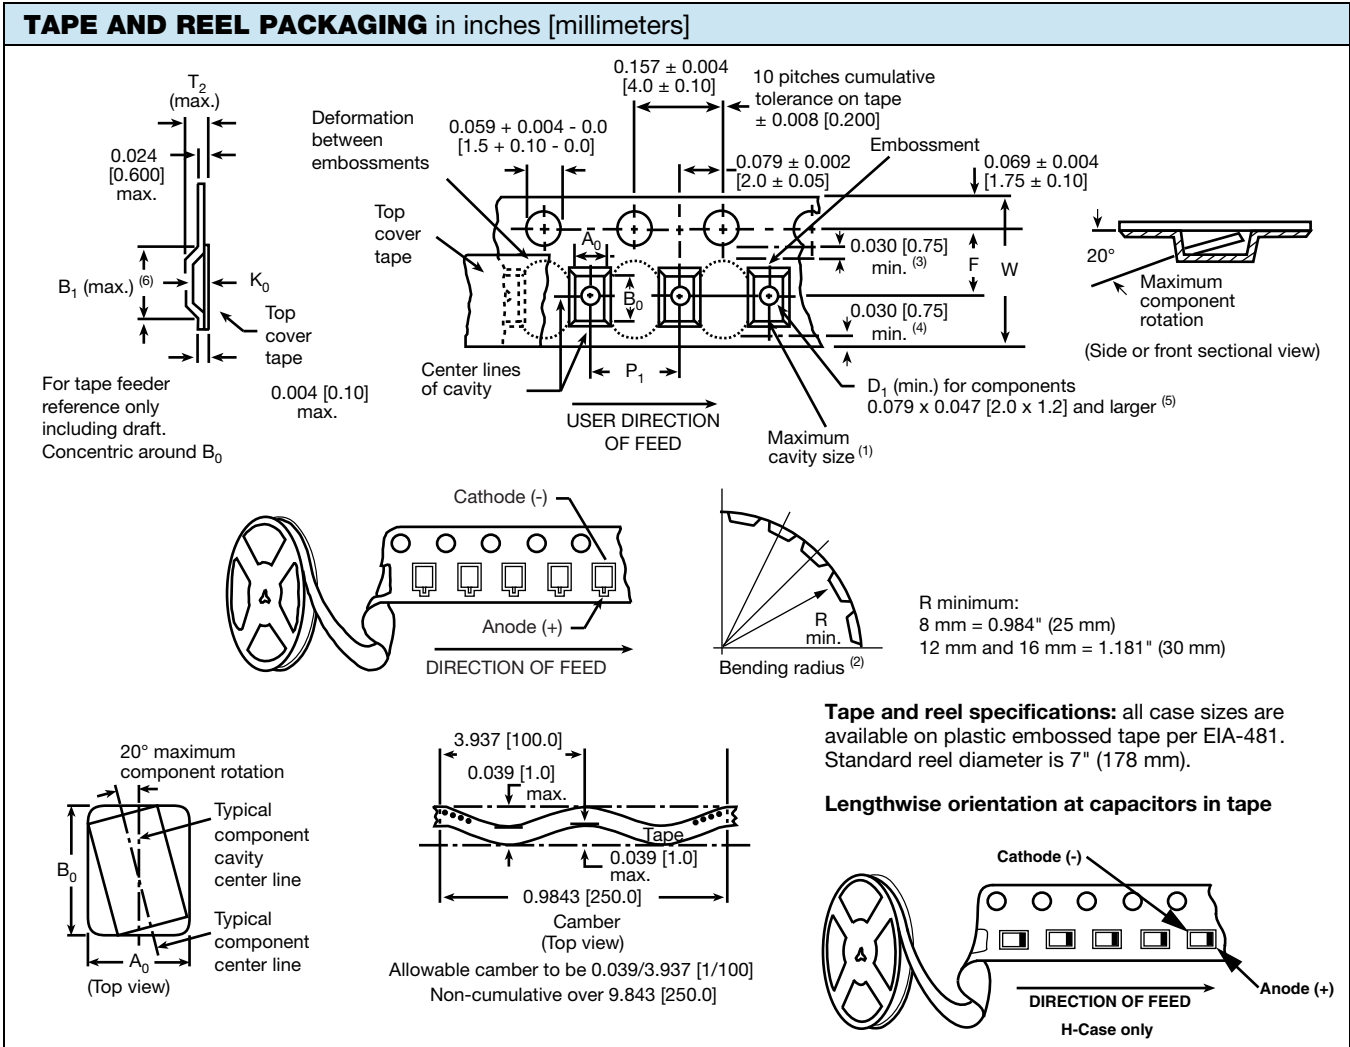 TAPE AND REEL PACKAGING in inches [millimeters]
T2
(max.)
0.024
[0.600]
max.
B1 (max.) (6)
K0
Top
cover
tape
0.004 [0.10]
max.
For tape feeder
reference only
including draft.
Concentric around B0
Deformation
between
embossments
0.059 + 0.004 - 0.0
[1.5 + 0.10 - 0.0]
0.157 ± 0.004
[4.0 ± 0.10]
10 pitches cumulative
tolerance on tape
± 0.008 [0.200]
0.079 ± 0.002
[2.0 ± 0.05]
Embossment
0.069 ± 0.004
[1.75 ± 0.10]
Top
cover
tape
A0
B0
0.030 [0.75]
min. (3)
F
W
0.030 [0.75]
min. (4)
Center lines
of cavity
P1
USER DIRECTION
OF FEED
D1 (min.) for components
0.079 x 0.047 [2.0 x 1.2] and larger (5)
Maximum
cavity size (1)
20°
Maximum
component
rotation
(Side or front sectional view)
Cathode (-)
Anode (+)
DIRECTION OF FEED
R
min.
Bending radius (2)
R minimum:
8 mm = 0.984" (25 mm)
12 mm and 16 mm = 1.181" (30 mm)
20° maximum
component rotation
Typical
component
cavity
center line
B0
Typical
component
center line
A0
(Top view)
3.937 [100.0]
0.039 [1.0]
max.
Tape
0.039 [1.0]
max.
0.9843 [250.0]
Camber
(Top view)
Allowable camber to be 0.039/3.937 [1/100]
Non-cumulative over 9.843 [250.0]
Tape and reel specifications: all case sizes are
available on plastic embossed tape per EIA-481.
Standard reel diameter is 7" (178 mm).
Lengthwise orientation at capacitors in tape
Cathode (-)
Anode (+)
DIRECTION OF FEED
H-Case only